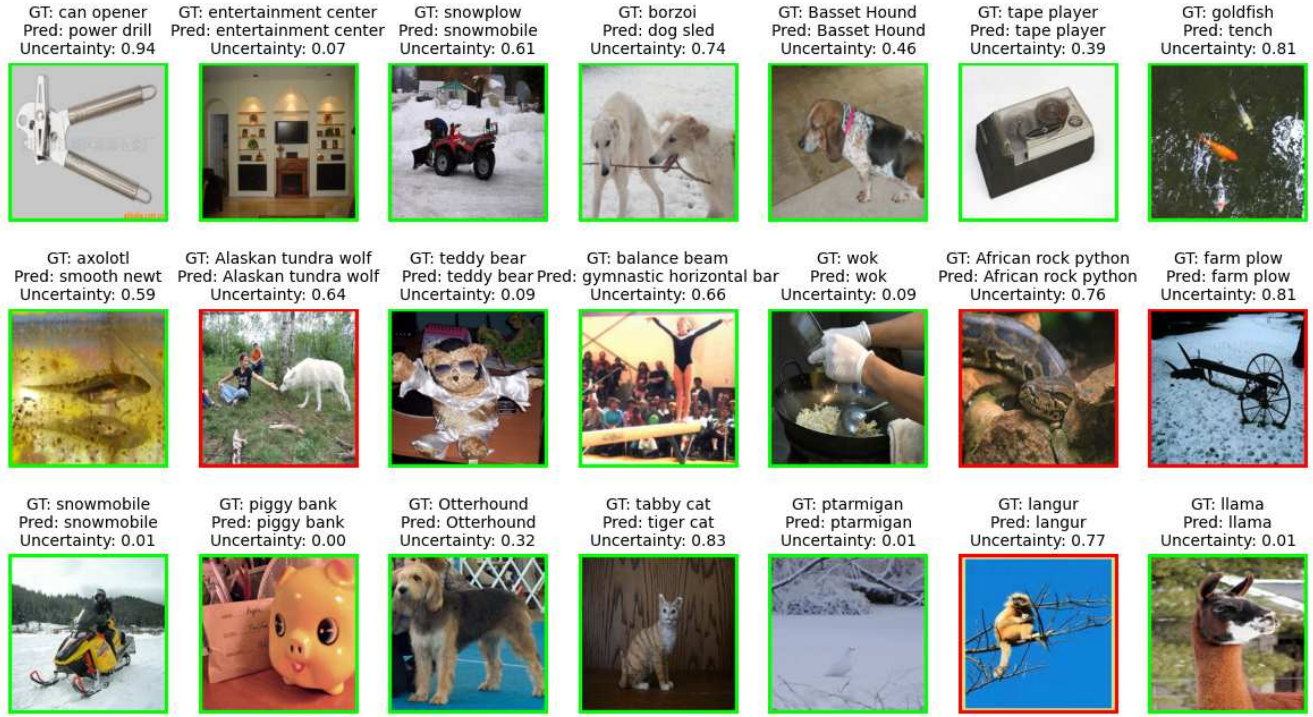 GT: can opener
Pred: power drill
Uncertainty: 0.94
GT: entertainment center
Pred: entertainment center
Uncertainty: 0.07
GT: snowplow
Pred: snowmobile
Uncertainty: 0.61
GT: borzoi
Pred: dog sled
Uncertainty: 0.74
GT: Basset Hound
Pred: Basset Hound
Uncertainty: 0.46
GT: tape player
Pred: tape player
Uncertainty: 0.39
GT: goldfish
Pred: tench
Uncertainty: 0.81
GT: axolotl
Pred: smooth newt
Uncertainty: 0.59
GT: Alaskan tundra wolf
Pred: Alaskan tundra wolf
Uncertainty: 0.64
GT: teddy bear
Pred: teddy bear
Uncertainty: 0.09
GT: balance beam
Pred: gymnastic horizontal bar
Uncertainty: 0.66
GT: wok
Pred: wok
Uncertainty: 0.09
GT: African rock python
Pred: African rock python
Uncertainty: 0.76
GT: farm plow
Pred: farm plow
Uncertainty: 0.81
GT: snowmobile
Pred: snowmobile
Uncertainty: 0.01
GT: piggy bank
Pred: piggy bank
Uncertainty: 0.00
GT: Otterhound
Pred: Otterhound
Uncertainty: 0.32
GT: tabby cat
Pred: tiger cat
Uncertainty: 0.83
GT: ptarmigan
Pred: ptarmigan
Uncertainty: 0.01
GT: langur
Pred: langur
Uncertainty: 0.77
GT: llama
Pred: llama
Uncertainty: 0.01